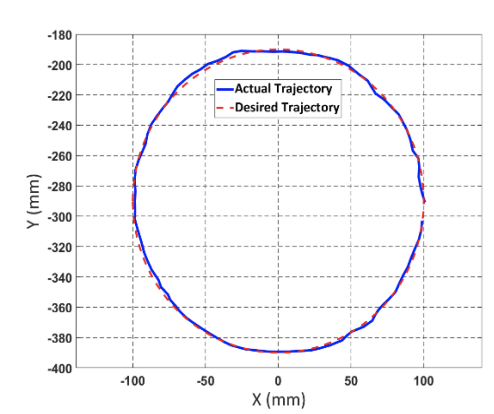 -180
-200
-220
-240
-260
-280
-300
-320
-340
-360
-380
-400
Y (mm)
Actual Trajectory
Desired Trajectory
-100 -50 0 50 100
X (mm)